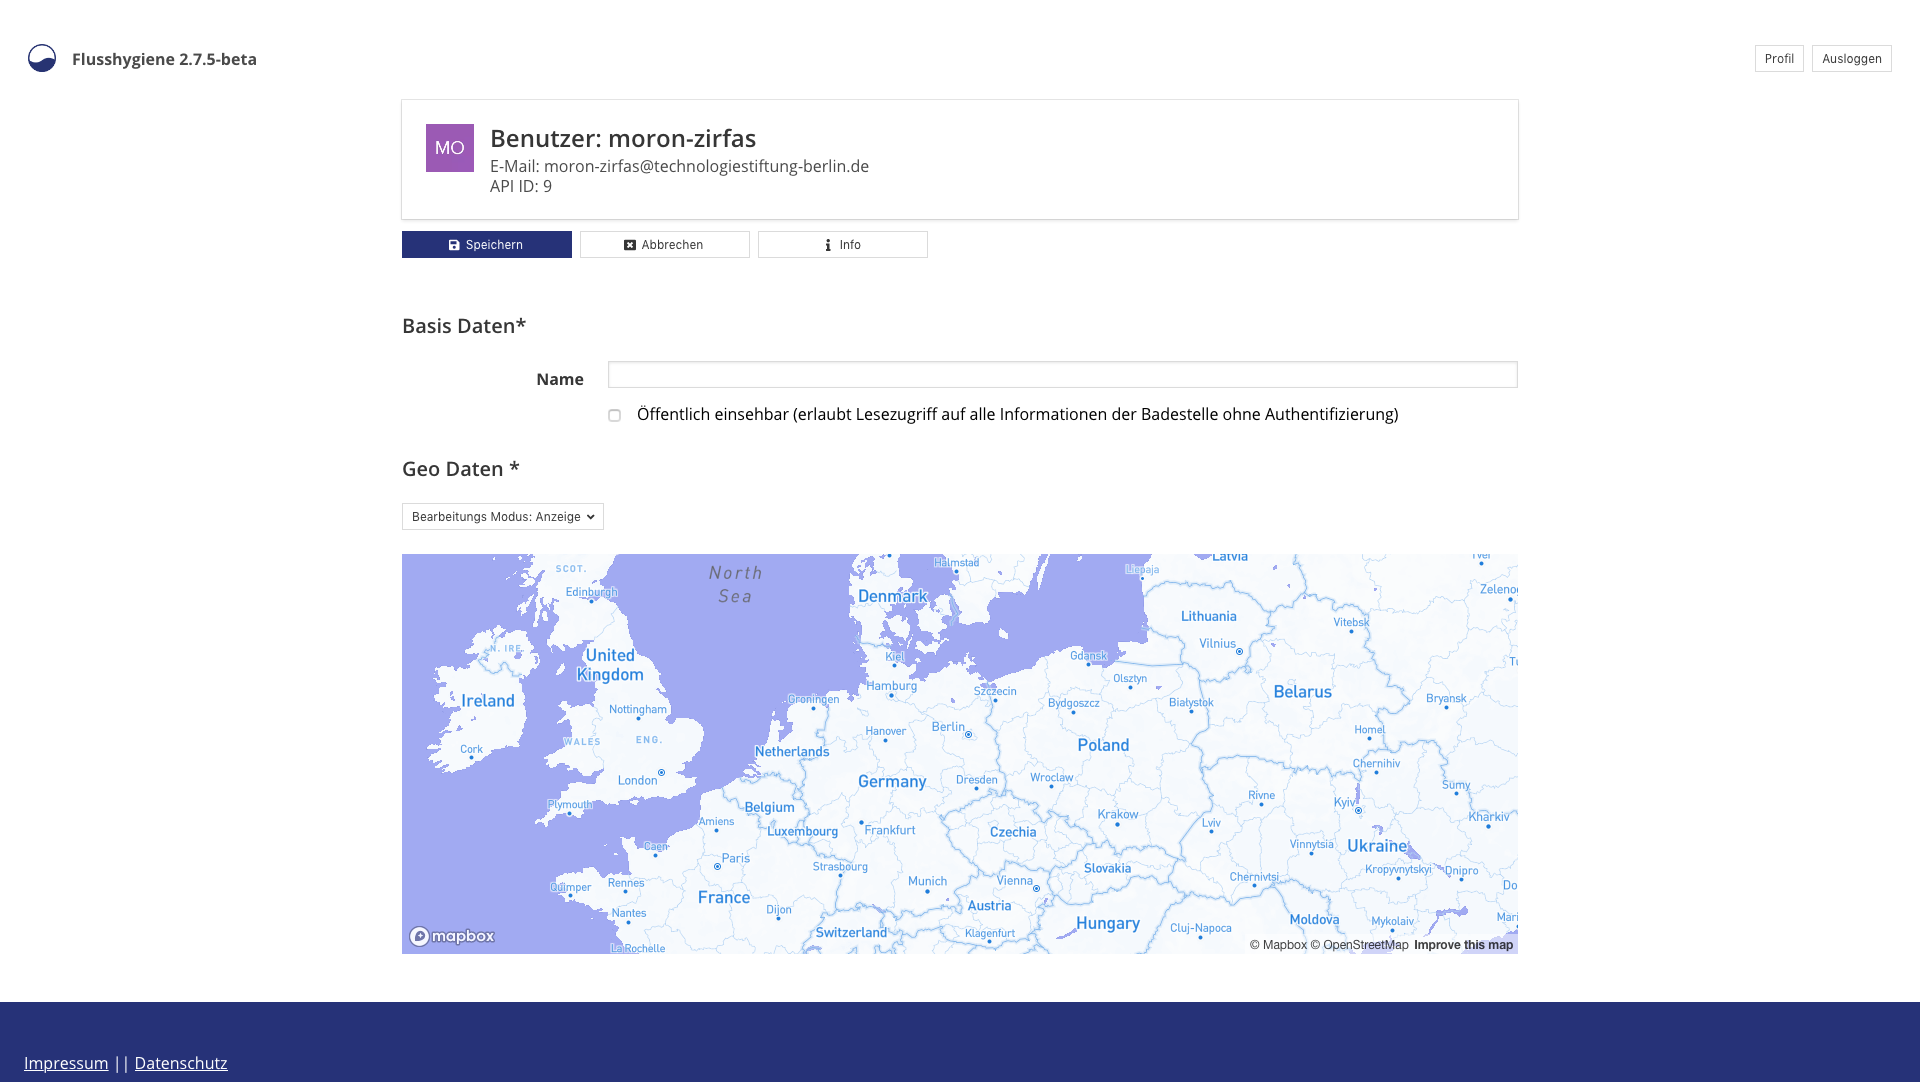 Flusshygiene 2.7.5-beta
Profil
Ausloggen
MO
Benutzer: moron-zirfas
E-Mail: moron-zirfas@technologiestiftung-berlin.de
API ID: 9
Speichern
Abbrechen
Info
Basis Daten*
Name
Öffentlich einsehbar (erlaubt Lesezugriff auf alle Informationen der Badestelle ohne Authentifizierung)
Geo Daten *
Bearbeitungs Modus: Anzeige
SCOT.
North
Sea
Halmstad
Latvia
Liepaja
Tver
Edinburgh
Denmark
Zelenog
Lithuania
Vitebsk
N. IRE.
United
Kingdom
Kiel
Gdansk
Vilnius
Tu
Ireland
Hamburg
Szczecin
Olsztyn
Belarus
Groningen
Bydgoszcz
Bialystok
Bryansk
Nottingham
WALES
ENG.
Hanover
Berlin
Homel
Cork
Netherlands
Poland
London
Germany
Dresden
Wroclaw
Chernihiv
Sumy
Plymouth
Belgium
Rivne
Kyiv
Amiens
Luxembourg
Frankfurt
Czechia
Krakow
Lviv
Kharkiv
Caen
Paris
Strasbourg
Slovakia
Vinnytsia
Ukraine
Quimper
Rennes
Munich
Vienna
Chernivtsi
Kropyvnytskyi
Dnipro
France
Nantes
Dijon
Austria
Hungary
Moldova
Mykolaiv
Do
Mari
Switzerland
Klagenfurt
Cluj-Napoca
La Rochelle
mapbox
© Mapbox © OpenStreetMap Improve this map
Impressum || Datenschutz